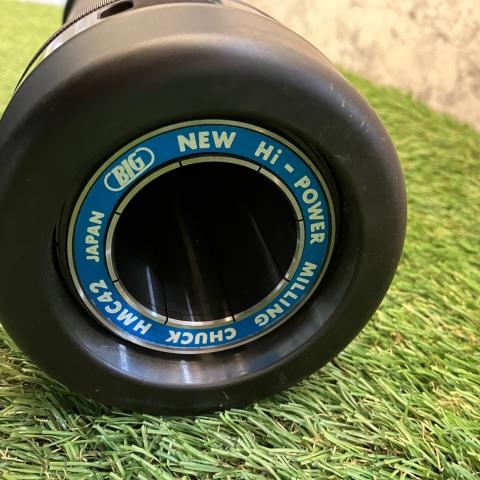 BIG NEW Hi-POWER MILLING CHUCK HMC42 JAPAN